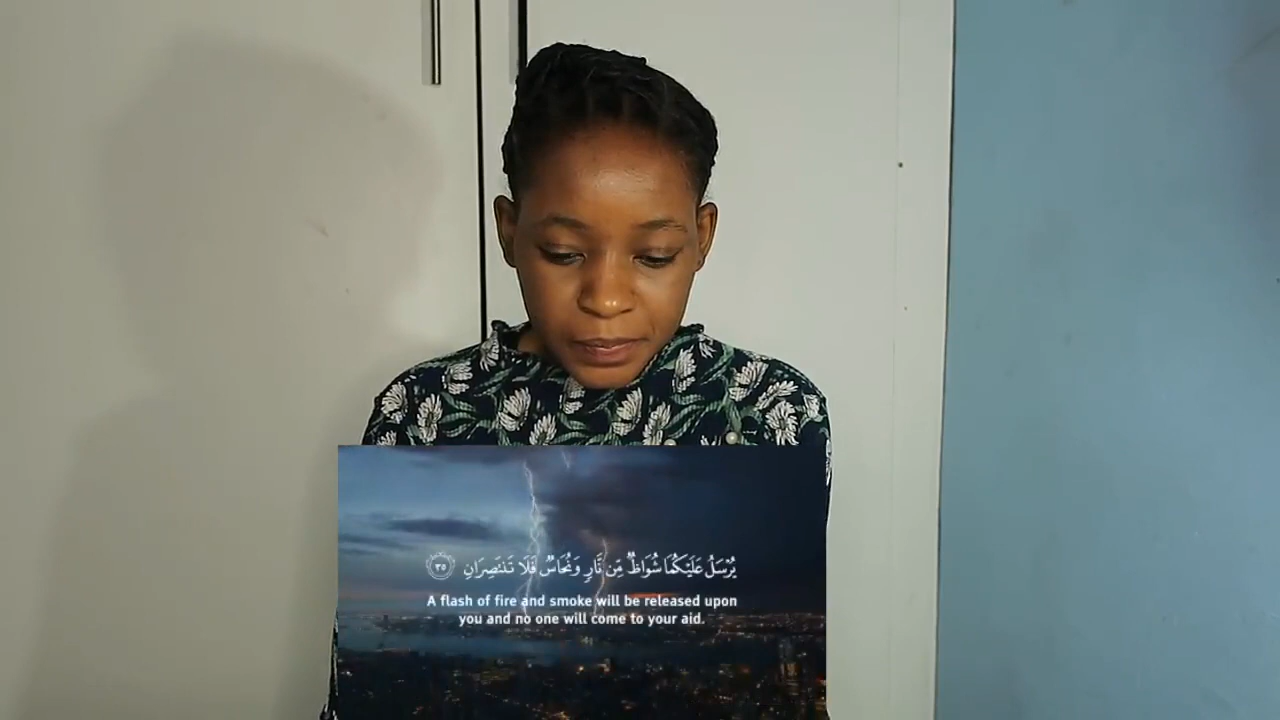 يُرْسَلُ عَلَيْكُمَا شُوَاظٌ مِّن نَّارٍ وَنُحَاسٌ فَلَا تَنتَصِرَانِ ٣٥
A flash of fire and smoke will be released upon
you and no one will come to your aid.